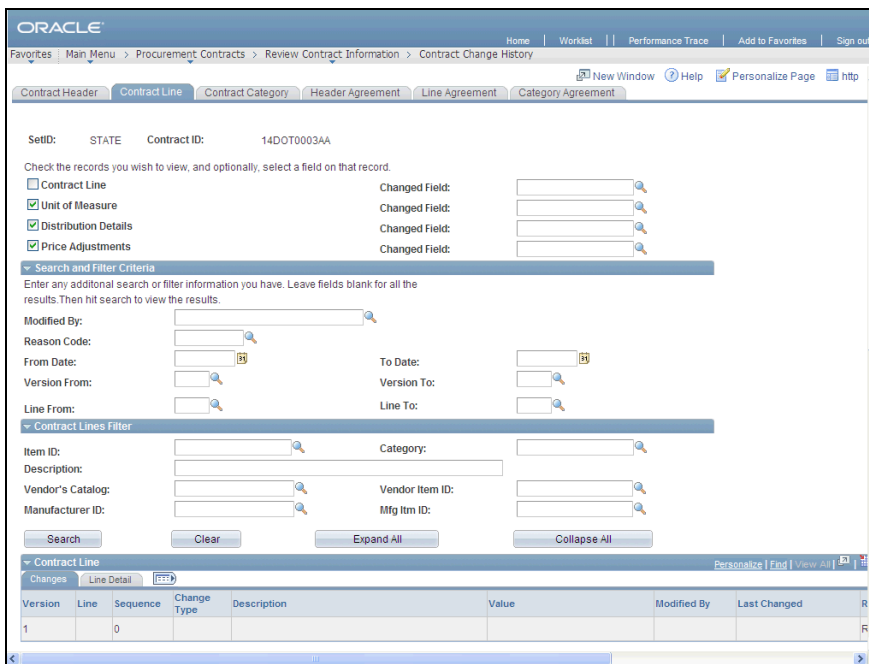 ORACLE
Home | Worklist | | Performance Trace | Add to Favorites | Sign out
Favorites Main Menu > Procurement Contracts > Review Contract Information > Contract Change History
New Window Help Personalize Page http
Contract Header Contract Line Contract Category Header Agreement Line Agreement Category Agreement
SetID: STATE Contract ID: 14DOT0003AA
Check the records you wish to view, and optionally, select a field on that record.
Contract Line Changed Field:
Unit of Measure Changed Field:
Distribution Details Changed Field:
Price Adjustments Changed Field:
Search and Filter Criteria
Enter any additonal search or filter information you have. Leave fields blank for all the
results.Then hit search to view the results.
Modified By:
Reason Code:
From Date: 31 To Date: 31
Version From: Version To:
Line From: Line To:
Contract Lines Filter
Item ID: Category:
Description:
Vendor's Catalog: Vendor Item ID:
Manufacturer ID: Mfg Itm ID:
Search Clear Expand All Collapse All
Contract Line Personalize | Find | View All | |
Changes Line Detail
Version Line Sequence Change Type Description Value Modified By Last Changed R
1 0